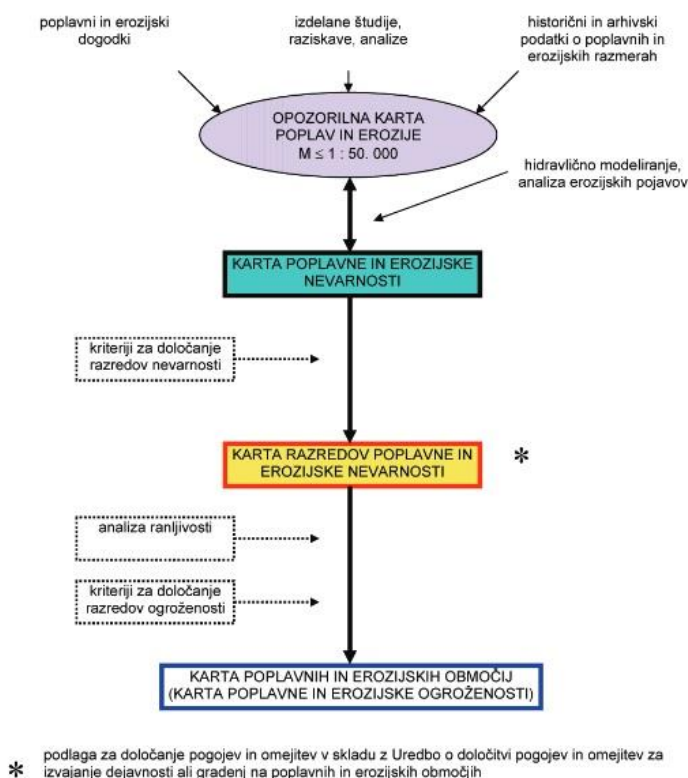 poplavni in erozijski
dogodki
izdelane študije,
raziskave, analize
historični in arhivski
podatki o poplavnih in
erozijskih razmerah
OPOZORILNA KARTA
POPLAV IN EROZIJE
M ≤ 1 : 50. 000
hidravlično modeliranje,
analiza erozijskih pojavov
KARTA POPLAVNE IN EROZIJSKE
NEVARNOSTI
kriteriji za določanje
razredov nevarnosti
KARTA RAZREDOV POPLAVNE IN
EROZIJSKE NEVARNOSTI
*
analiza ranljivosti
kriteriji za določanje
razredov ogroženosti
KARTA POPLAVNIH IN EROZIJSKIH OBMOČIJ
(KARTA POPLAVNE IN EROZIJSKE OGROŽENOSTI)
* podlaga za določanje pogojev in omejitev v skladu z Uredbo o določitvi pogojev in omejitev za
izvajanje dejavnosti ali gradenj na poplavnih in erozijskih območjih